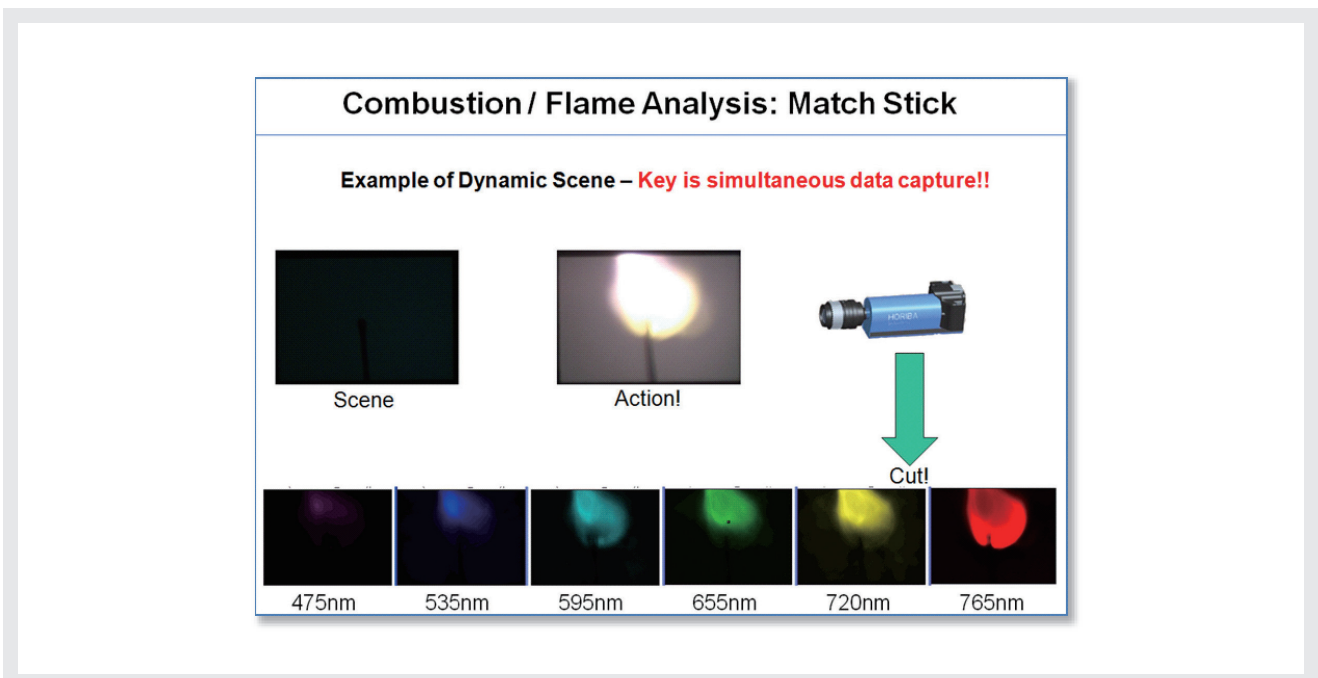 Combustion / Flame Analysis: Match Stick
Example of Dynamic Scene – Key is simultaneous data capture!!
HORIBA
Scene
Action!
Cut!
475nm 535nm 595nm 655nm 720nm 765nm